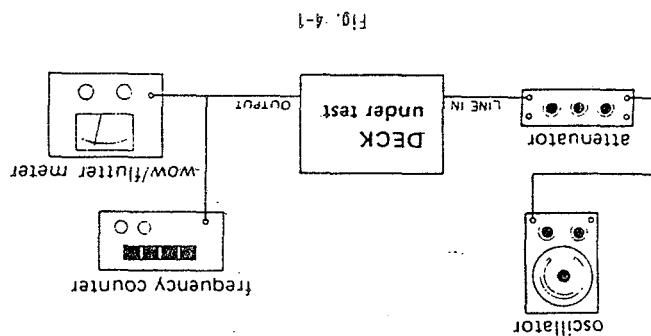 oscillator
frequency counter
wow/flutter meter
attenuator
DECK
under test
LINE IN
OUTPUT
Fig. 4-1